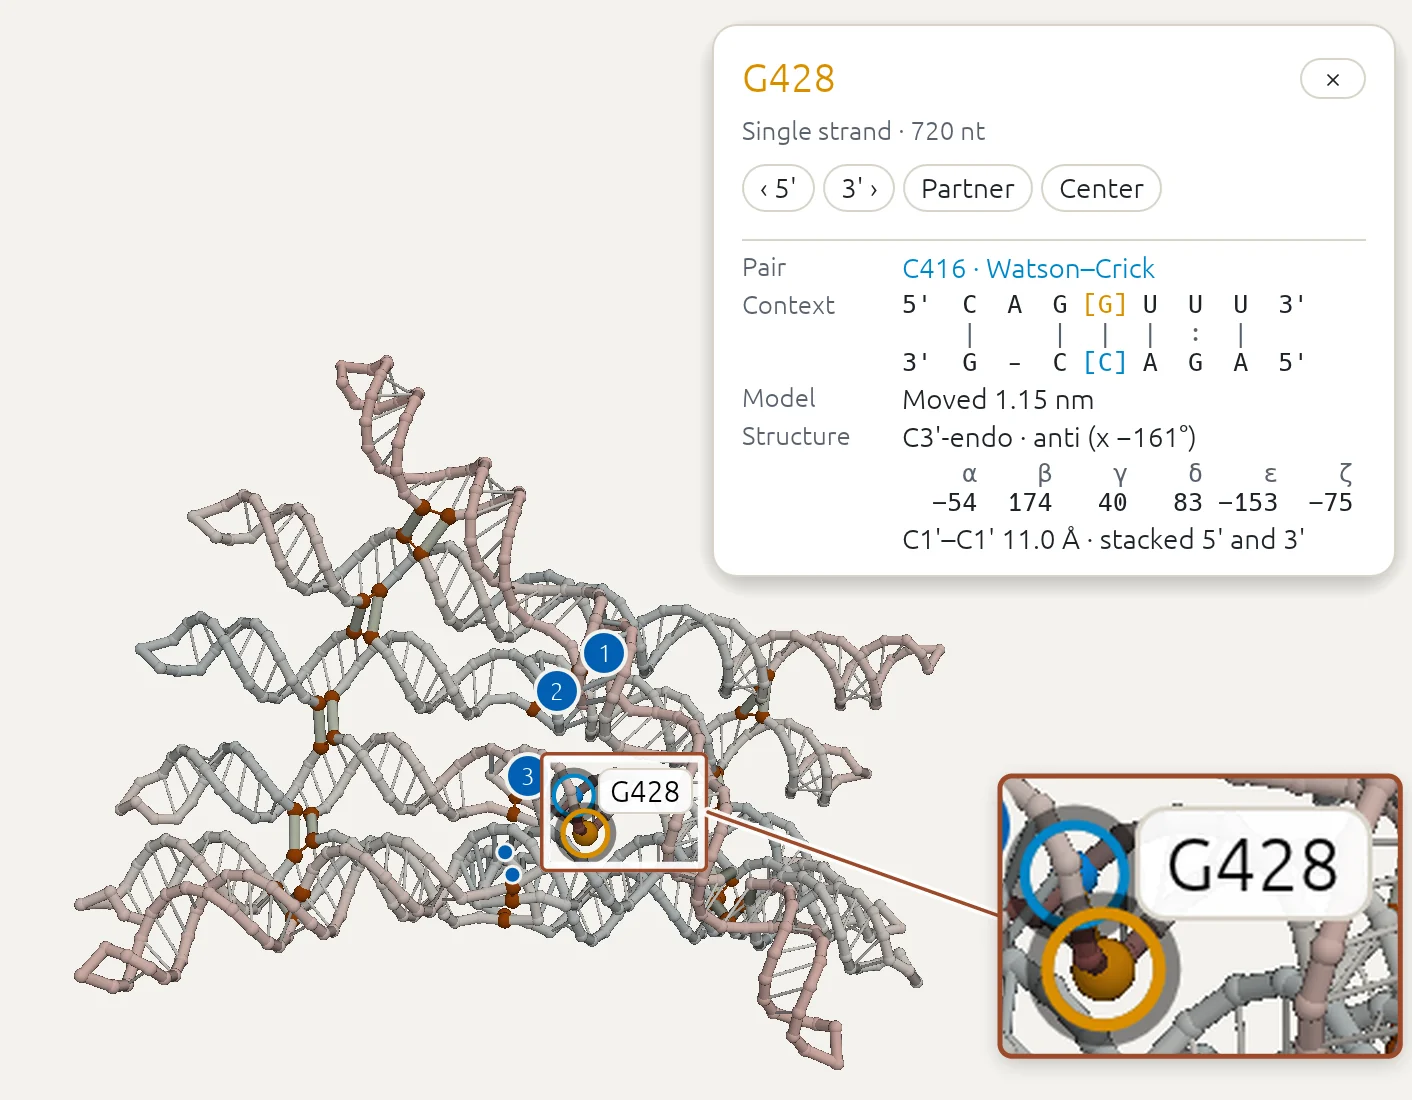 G428
×
Single strand · 720 nt
‹ 5' 3' › Partner Center
Pair C416 · Watson–Crick
Context 5' C A G [G] U U U 3'
| | | | : |
3' G – C [C] A G A 5'
Model Moved 1.15 nm
Structure C3'-endo · anti (x −161°)
α β γ δ ε ζ
−54 174 40 83 −153 −75
C1'–C1' 11.0 Å · stacked 5' and 3'
1
2
3
G428
G428